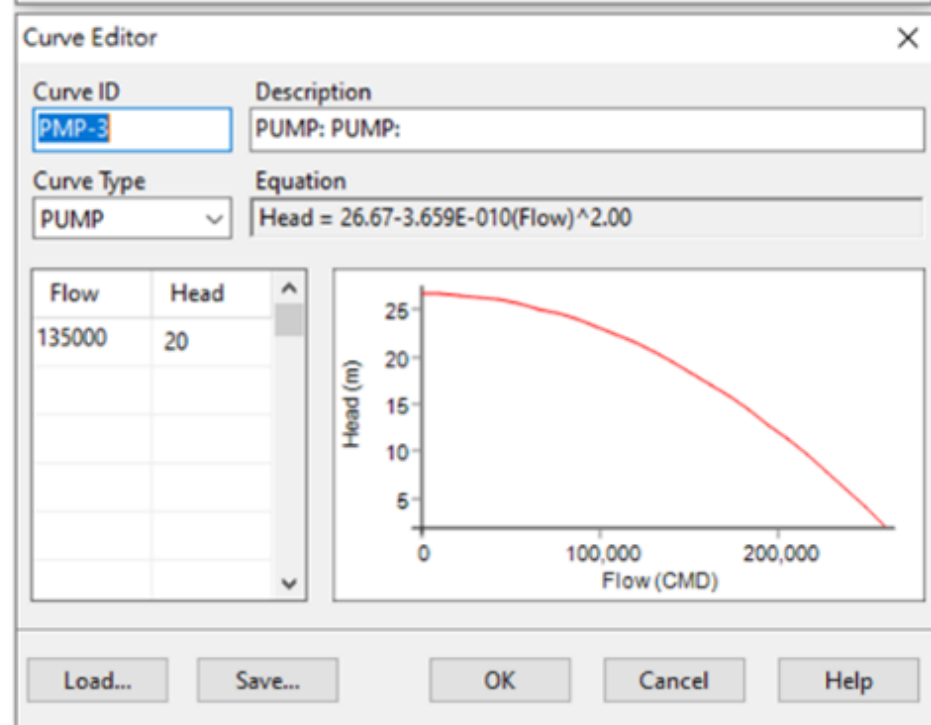 Curve Editor
Curve ID Description
PMP-3 PUMP: PUMP:
Curve Type Equation
PUMP Head = 26.67-3.659E-010(Flow)^2.00
Flow Head
135000 20
25
20
15
10
5
Head (m)
0 100,000 200,000
Flow (CMD)
Load... Save... OK Cancel Help